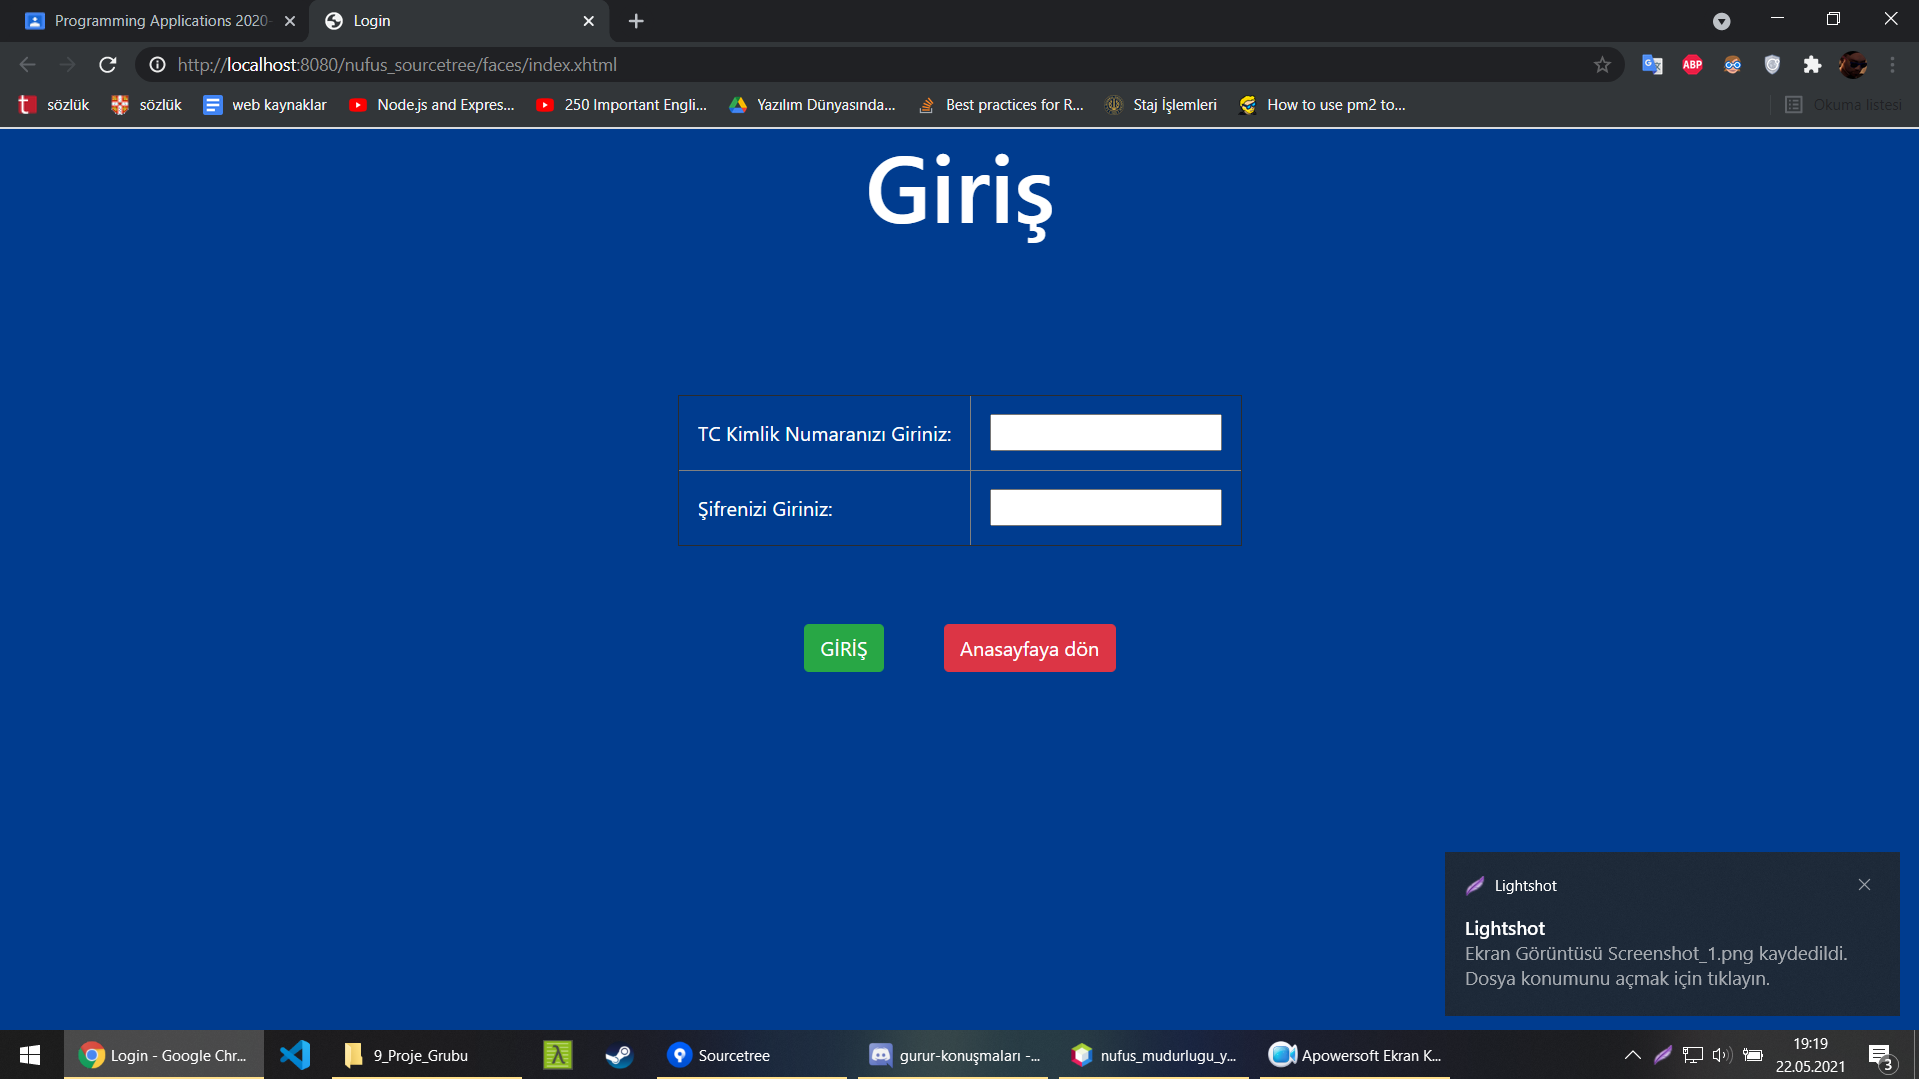 Programming Applications 2020-
Login
http://localhost:8080/nufus_sourcetree/faces/index.xhtml
ABP
sözlük
sözlük
web kaynaklar
Node.js and Expres...
250 Important Engli...
Yazılım Dünyasında...
Best practices for R...
Staj İşlemleri
How to use pm2 to...
Okuma listesi
Giriş
TC Kimlik Numaranızı Giriniz:
Şifrenizi Giriniz:
GİRİŞ
Anasayfaya dön
Lightshot
Lightshot
Ekran Görüntüsü Screenshot_1.png kaydedildi.
Dosya konumunu açmak için tıklayın.
Login - Google Chr...
9_Proje_Grubu
Sourcetree
gurur-konuşmaları -...
nufus_mudurlugu_y...
Apowersoft Ekran K...
19:19
22.05.2021
3